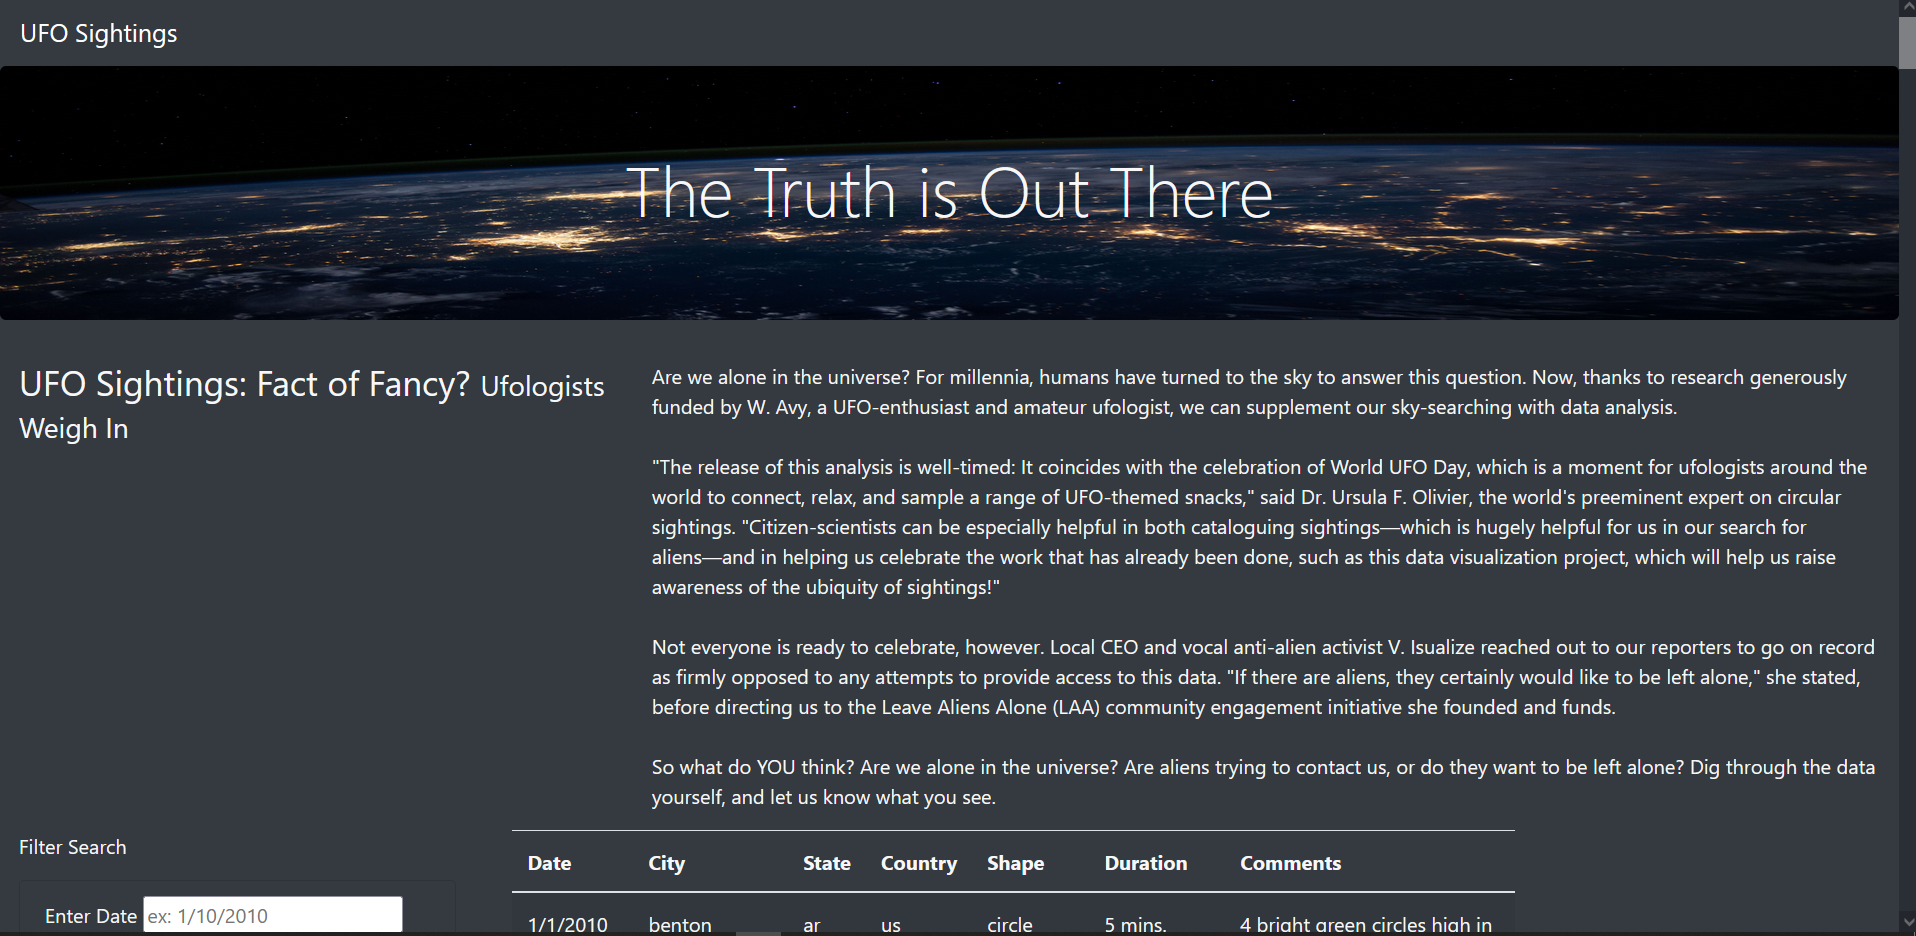 UFO Sightings
The Truth is Out There
UFO Sightings: Fact of Fancy? Ufologists
Weigh In
Are we alone in the universe? For millennia, humans have turned to the sky to answer this question. Now, thanks to research generously
funded by W. Avy, a UFO-enthusiast and amateur ufologist, we can supplement our sky-searching with data analysis.
"The release of this analysis is well-timed: It coincides with the celebration of World UFO Day, which is a moment for ufologists around the
world to connect, relax, and sample a range of UFO-themed snacks," said Dr. Ursula F. Olivier, the world's preeminent expert on circular
sightings. "Citizen-scientists can be especially helpful in both cataloguing sightings—which is hugely helpful for us in our search for
aliens—and in helping us celebrate the work that has already been done, such as this data visualization project, which will help us raise
awareness of the ubiquity of sightings!"
Not everyone is ready to celebrate, however. Local CEO and vocal anti-alien activist V. Isualize reached out to our reporters to go on record
as firmly opposed to any attempts to provide access to this data. "If there are aliens, they certainly would like to be left alone," she stated,
before directing us to the Leave Aliens Alone (LAA) community engagement initiative she founded and funds.
So what do YOU think? Are we alone in the universe? Are aliens trying to contact us, or do they want to be left alone? Dig through the data
yourself, and let us know what you see.
Filter Search
Enter Date ex: 1/10/2010
Date City State Country Shape Duration Comments
1/1/2010 benton ar us circle 5 mins. 4 bright green circles high in